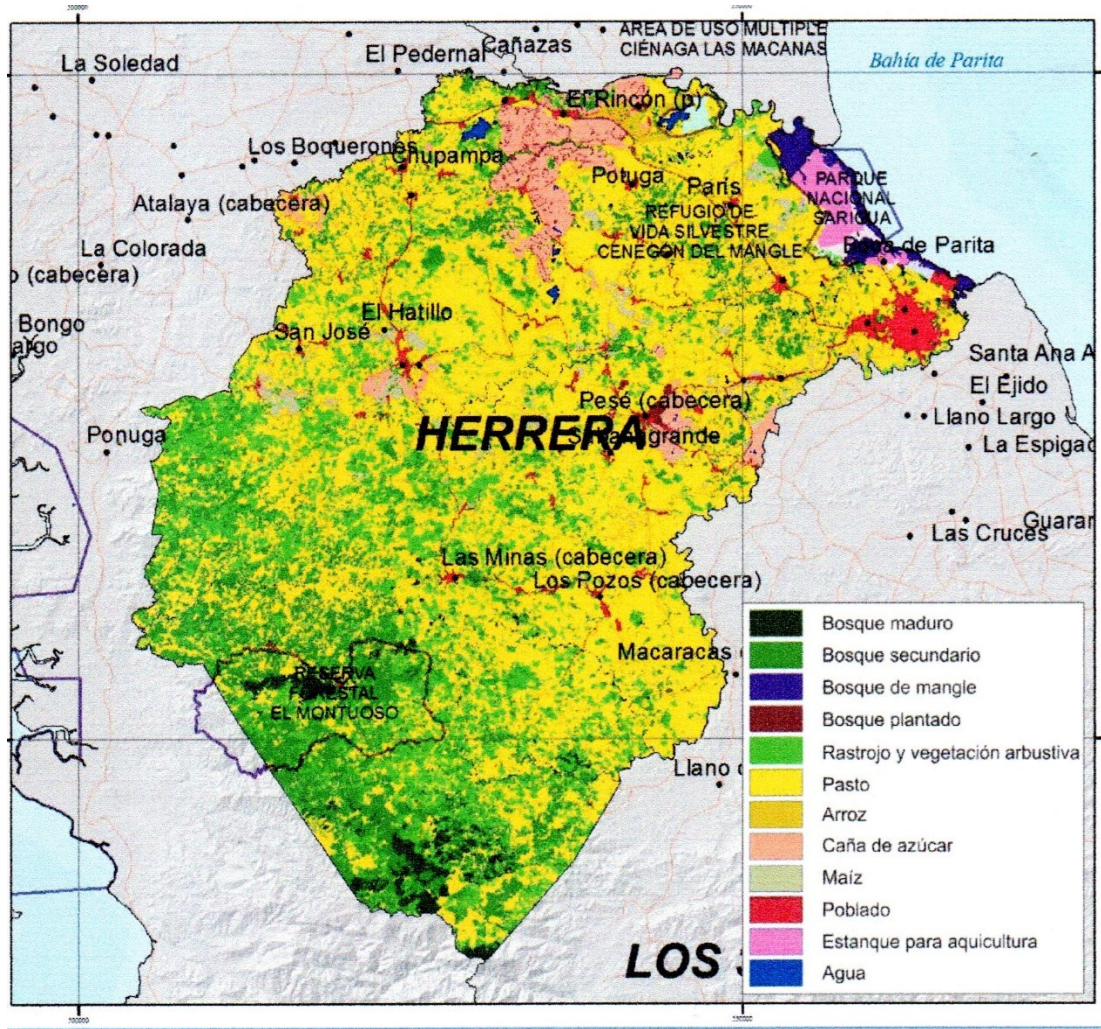 ÁREA DE USO MÚLTIPLE
CIÉNAGA LAS MACANAS
Cañazas
El Pedernal
La Soledad
Bahía de Parita
El Rincón (p)
Los Boquerones
Chupampa
Potuga
París
PARQUE
NACIONAL
SARIGUA
Atalaya (cabecera)
REFUGIO DE
VIDA SILVESTRE
CENEGÓN DEL MANGLE
La Colorada
de Parita
o (cabecera)
El Hatillo
Bongo
San José
argo
Santa Ana A
El Ejido
Pesé (cabecera)
Llano Largo
HERRERA
grande
Ponuga
La Espigad
Guarar
Las Cruces
Las Minas (cabecera)
Los Pozos (cabecera)
Macaracas
RESERVA
FORESTAL
EL MONTUOSO
Llano
LOS
Bosque maduro
Bosque secundario
Bosque de mangle
Bosque plantado
Rastrojo y vegetación arbustiva
Pasto
Arroz
Caña de azúcar
Maíz
Poblado
Estanque para aquicultura
Agua